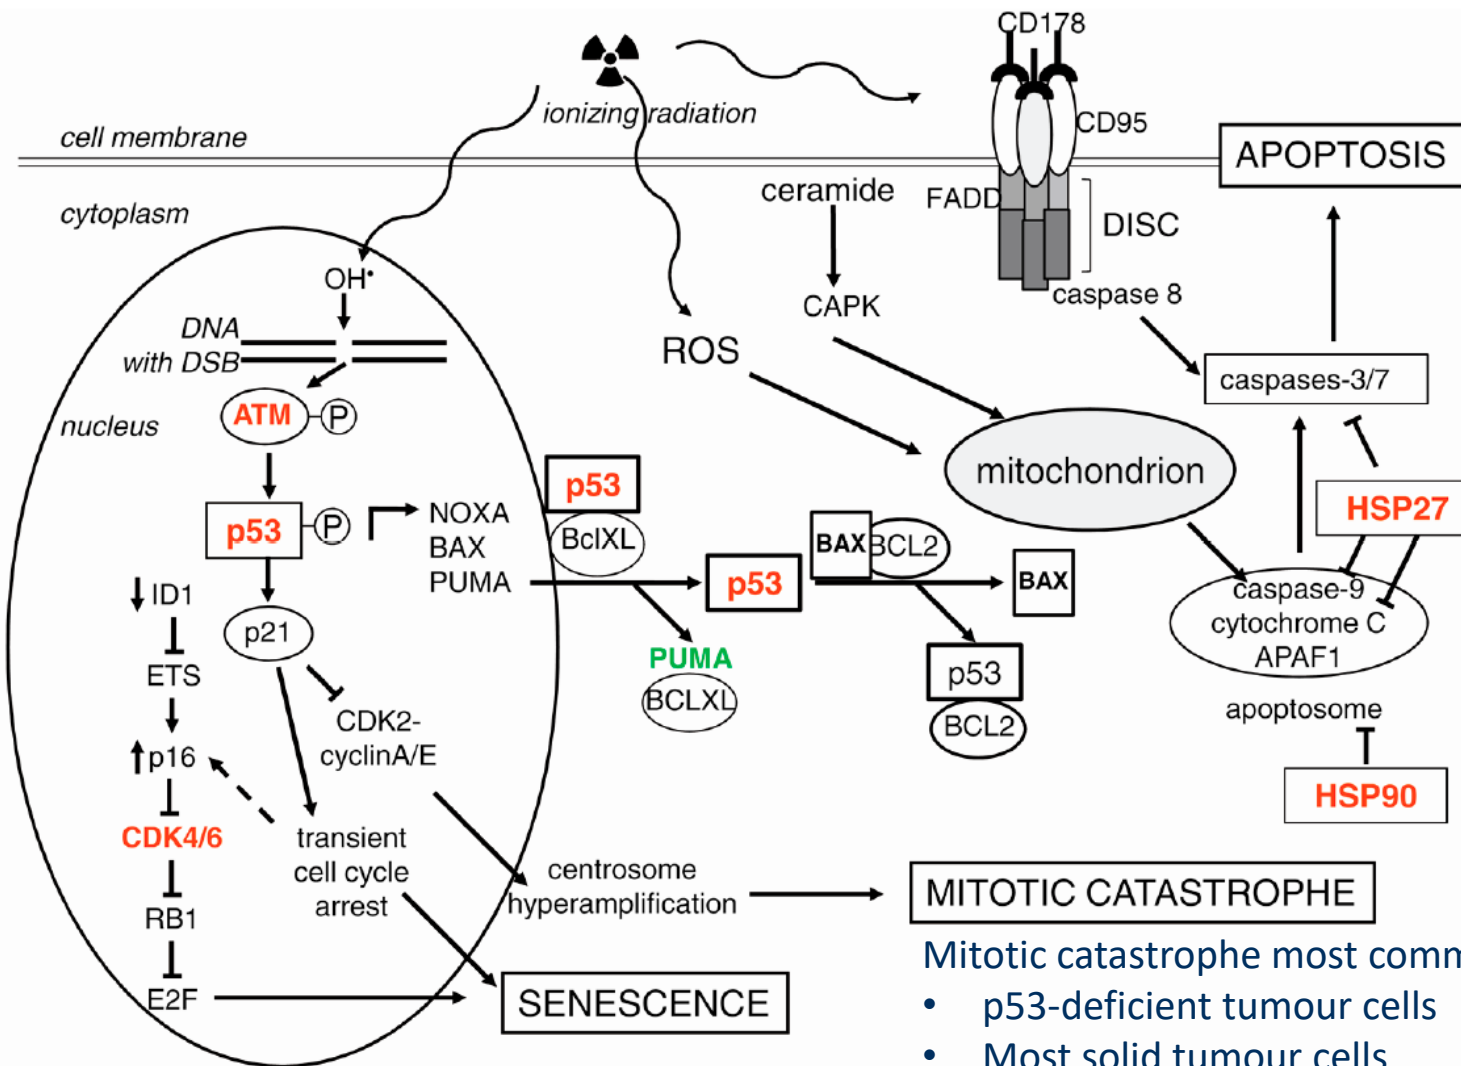 CD178
ionizing radiation
cell membrane
CD95
APOPTOSIS
cytoplasm
ceramide
FADD
DISC
OH•
caspase 8
CAPK
DNA
with DSB
ROS
caspases-3/7
ATM
P
nucleus
mitochondrion
p53
P
NOXA
BAX
PUMA
p53
BclXL
HSP27
BAX
BCL2
p53
BAX
ID1
caspase-9
cytochrome C
APAF1
p21
PUMA
BCLXL
ETS
p53
BCL2
apoptosome
CDK2-
cyclinA/E
p16
HSP90
CDK4/6
transient
cell cycle
arrest
centrosome
hyperamplification
MITOTIC CATASTROPHE
RB1
Mitotic catastrophe most comm
E2F
SENESCENCE
• p53-deficient tumour cells
• Most solid tumour cells